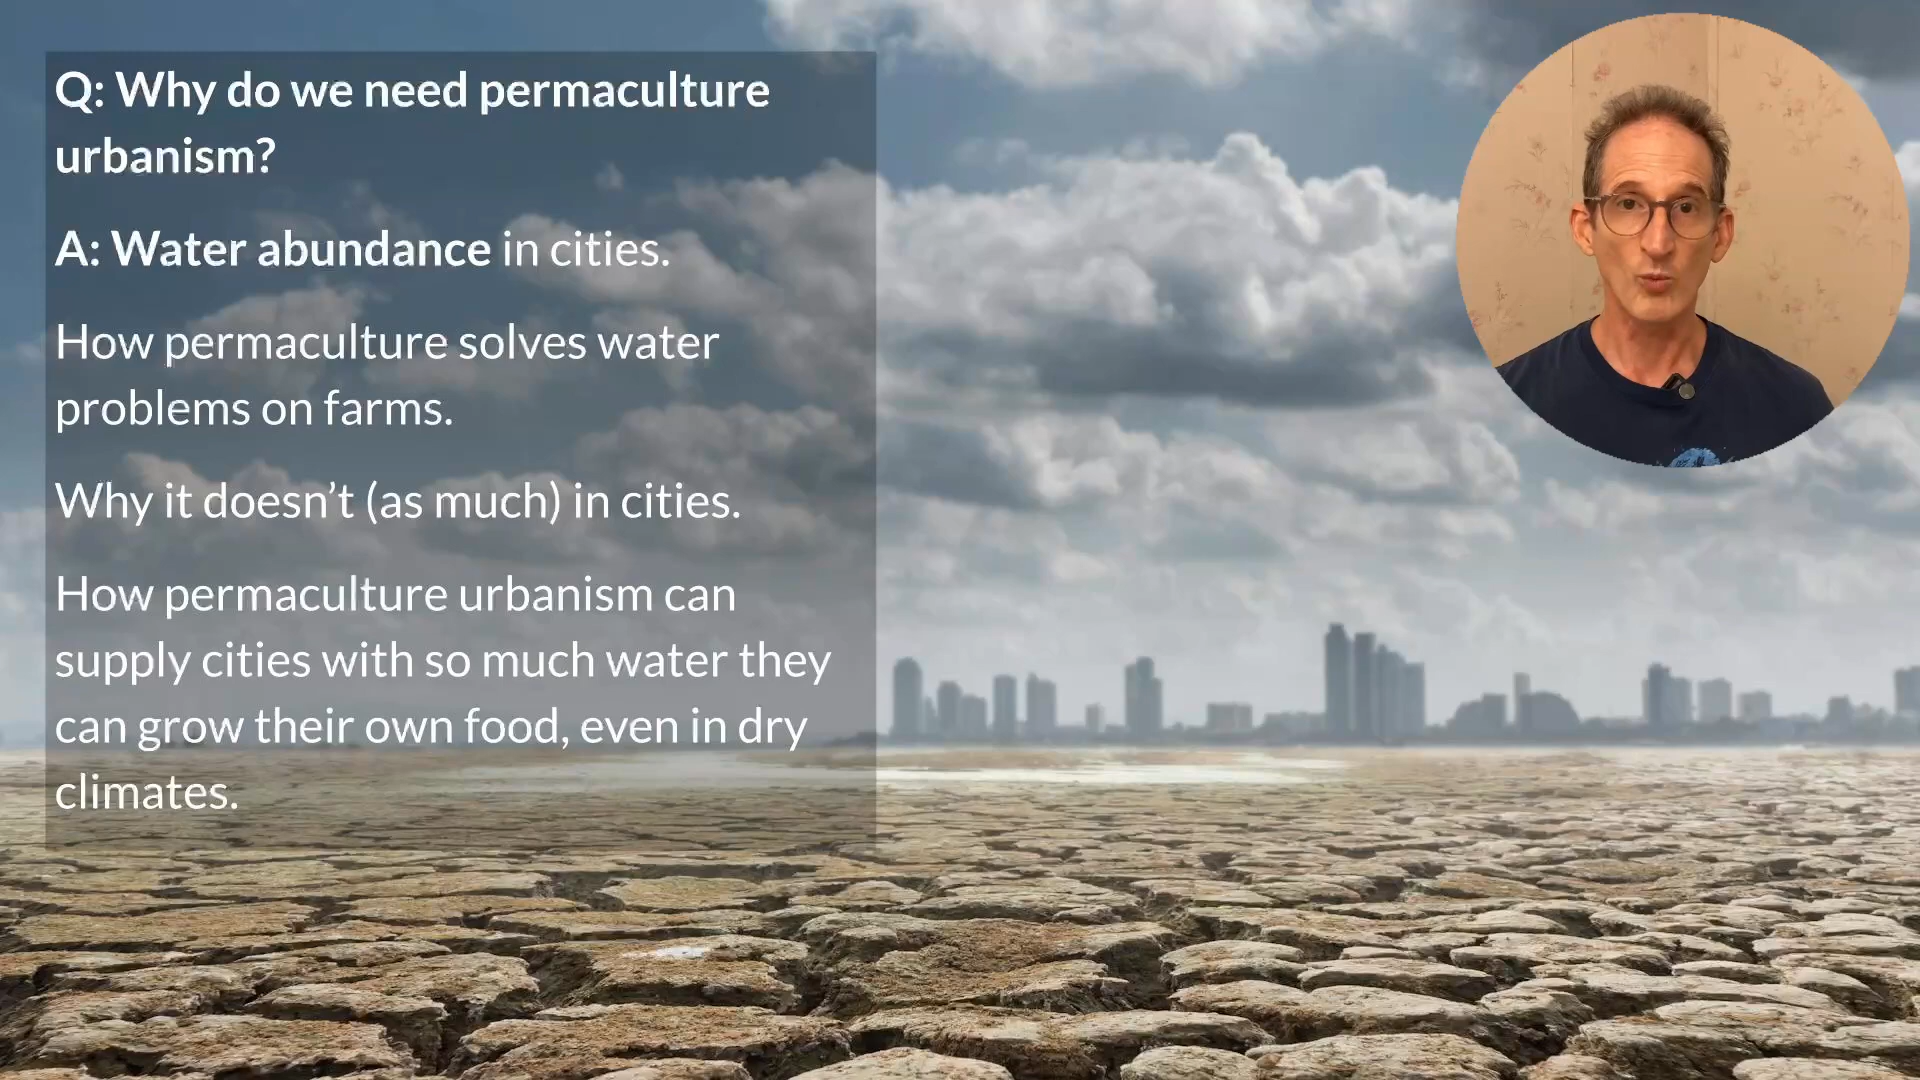 Q: Why do we need permaculture
urbanism?
A: Water abundance in cities.
How permaculture solves water
problems on farms.
Why it doesn’t (as much) in cities.
How permaculture urbanism can
supply cities with so much water they
can grow their own food, even in dry
climates.